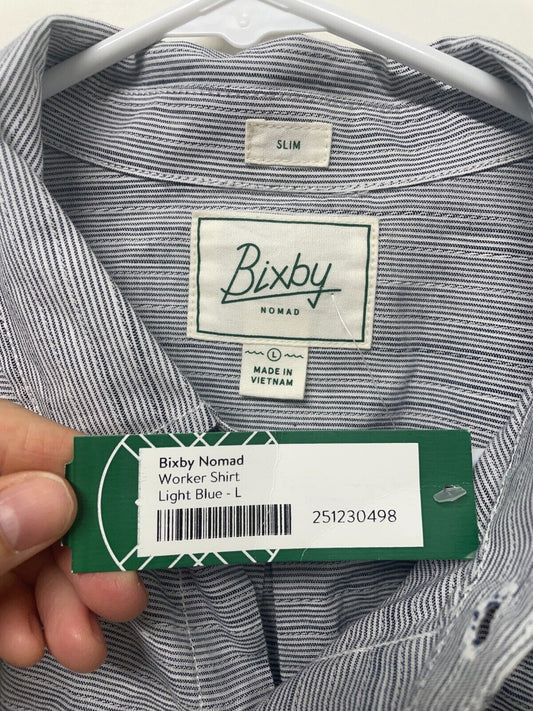 SLIM
Bixby
NOMAD
L
MADE IN
VIETNAM
Bixby Nomad
Worker Shirt
Light Blue - L
251230498